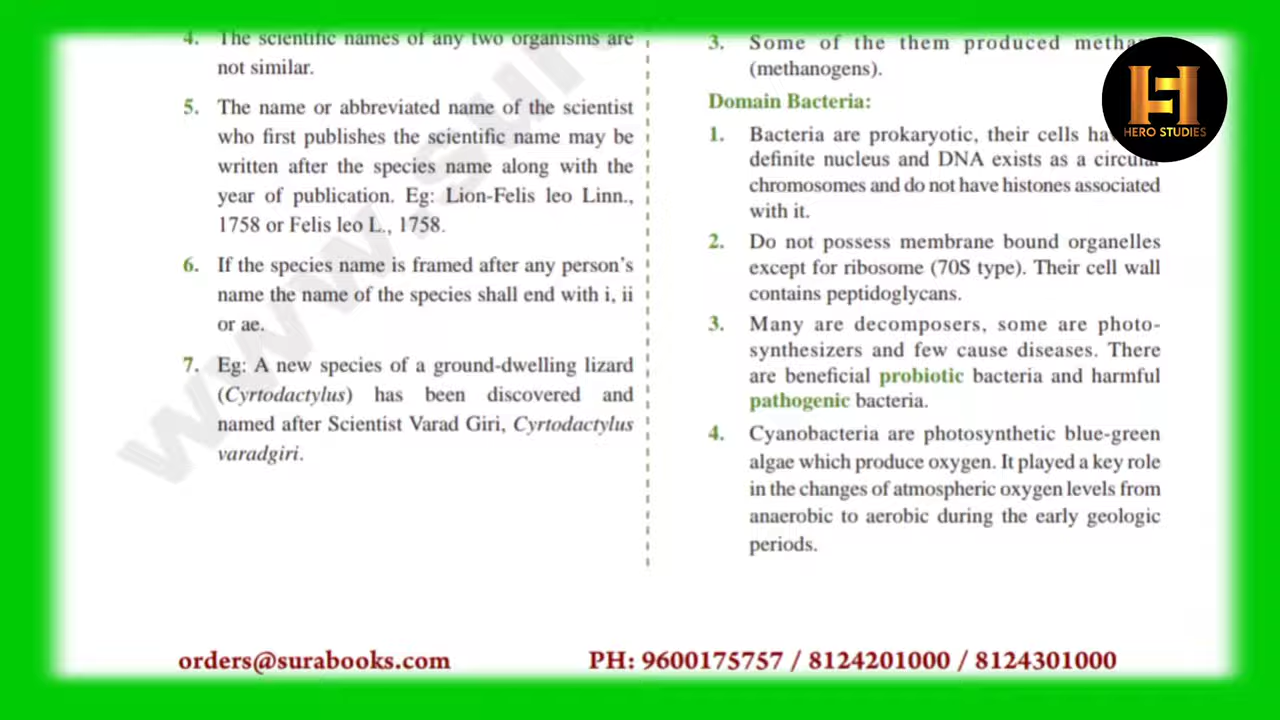 4. The scientific names of any two organisms are
not similar.
5. The name or abbreviated name of the scientist
who first publishes the scientific name may be
written after the species name along with the
year of publication. Eg: Lion-Felis leo Linn.,
1758 or Felis leo L., 1758.
6. If the species name is framed after any person's
name the name of the species shall end with i, ii
or ae.
7. Eg: A new species of a ground-dwelling lizard
(Cyrtodactylus) has been discovered and
named after Scientist Varad Giri, Cyrtodactylus
varadgiri.
3. Some of the them produced
(methanogens).
Domain Bacteria:
1. Bacteria are prokaryotic, their cells
definite nucleus and DNA exists as a circular
chromosomes and do not have histones associated
with it.
2. Do not possess membrane bound organelles
except for ribosome (70S type). Their cell wall
contains peptidoglycans.
3. Many are decomposers, some are photo-
synthesizers and few cause diseases. There
are beneficial probiotic bacteria and harmful
pathogenic bacteria.
4. Cyanobacteria are photosynthetic blue-green
algae which produce oxygen. It played a key role
in the changes of atmospheric oxygen levels from
anaerobic to aerobic during the early geologic
periods.
HERO STUDIES
orders@surabooks.com
PH: 9600175757 / 8124201000 / 8124301000